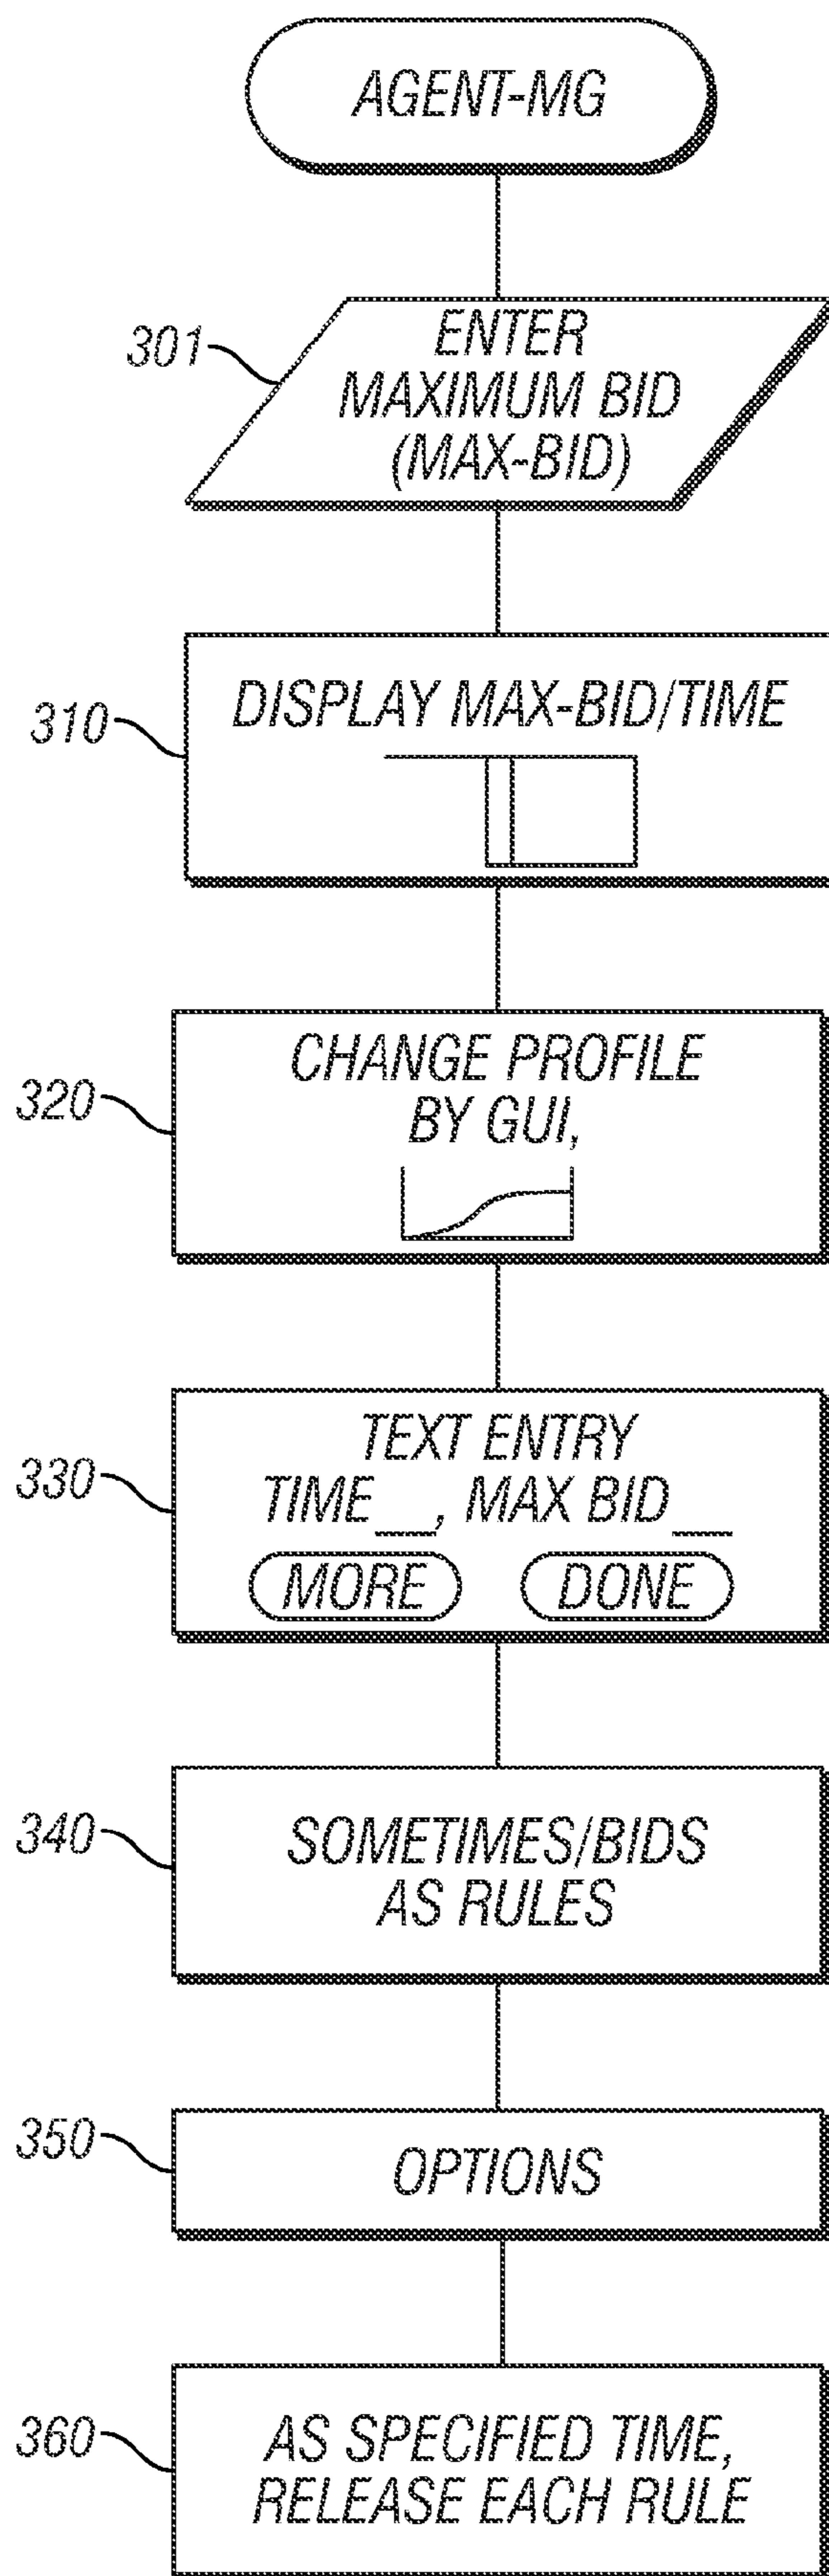 AGENT-MG
301
ENTER
MAXIMUM BID
(MAX-BID)
310
DISPLAY MAX-BID/TIME
320
CHANGE PROFILE
BY GUI,
330
TEXT ENTRY
TIME___, MAX BID___
MORE DONE
340
SOMETIMES/BIDS
AS RULES
350
OPTIONS
360
AS SPECIFIED TIME,
RELEASE EACH RULE